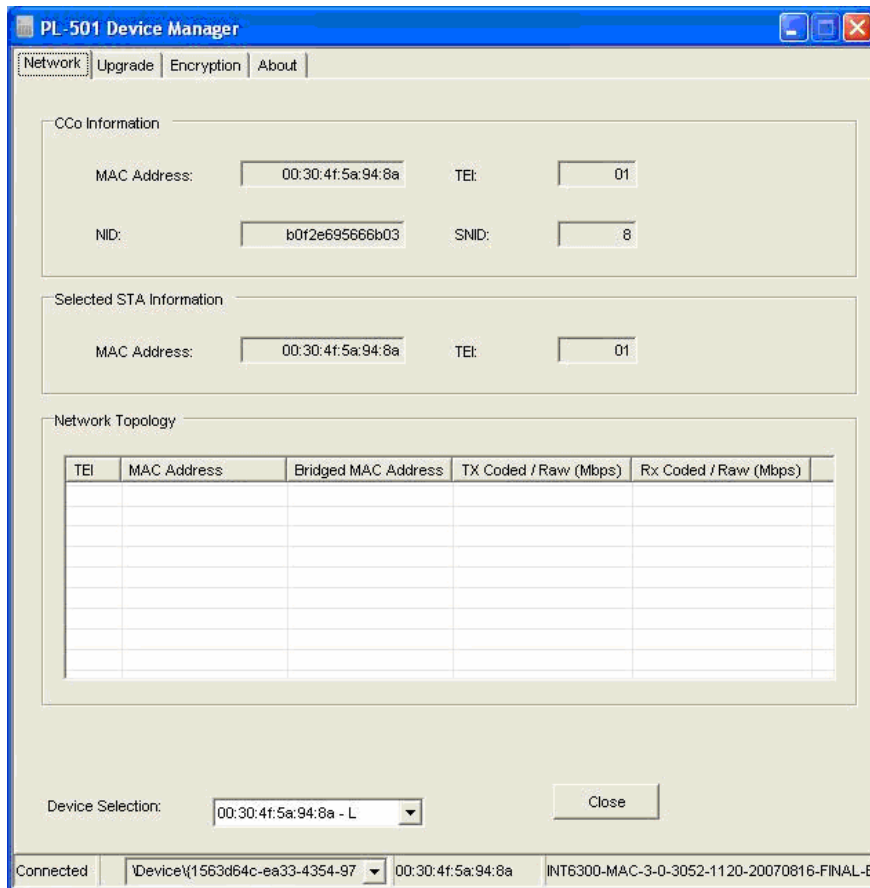 PL-501 Device Manager
Network Upgrade Encryption About
CCo Information
MAC Address: 00:30:4f:5a:94:8a TEI: 01
NID: b0f2e695666b03 SNID: 8
Selected STA Information
MAC Address: 00:30:4f:5a:94:8a TEI: 01
Network Topology
TEI MAC Address Bridged MAC Address TX Coded / Raw (Mbps) Rx Coded / Raw (Mbps)
Device Selection: 00:30:4f:5a:94:8a - L Close
Connected \Device\{1563d64c-ea33-4354-97 00:30:4f:5a:94:8a INT6300-MAC-3-0-3052-1120-20070816-FINAL-